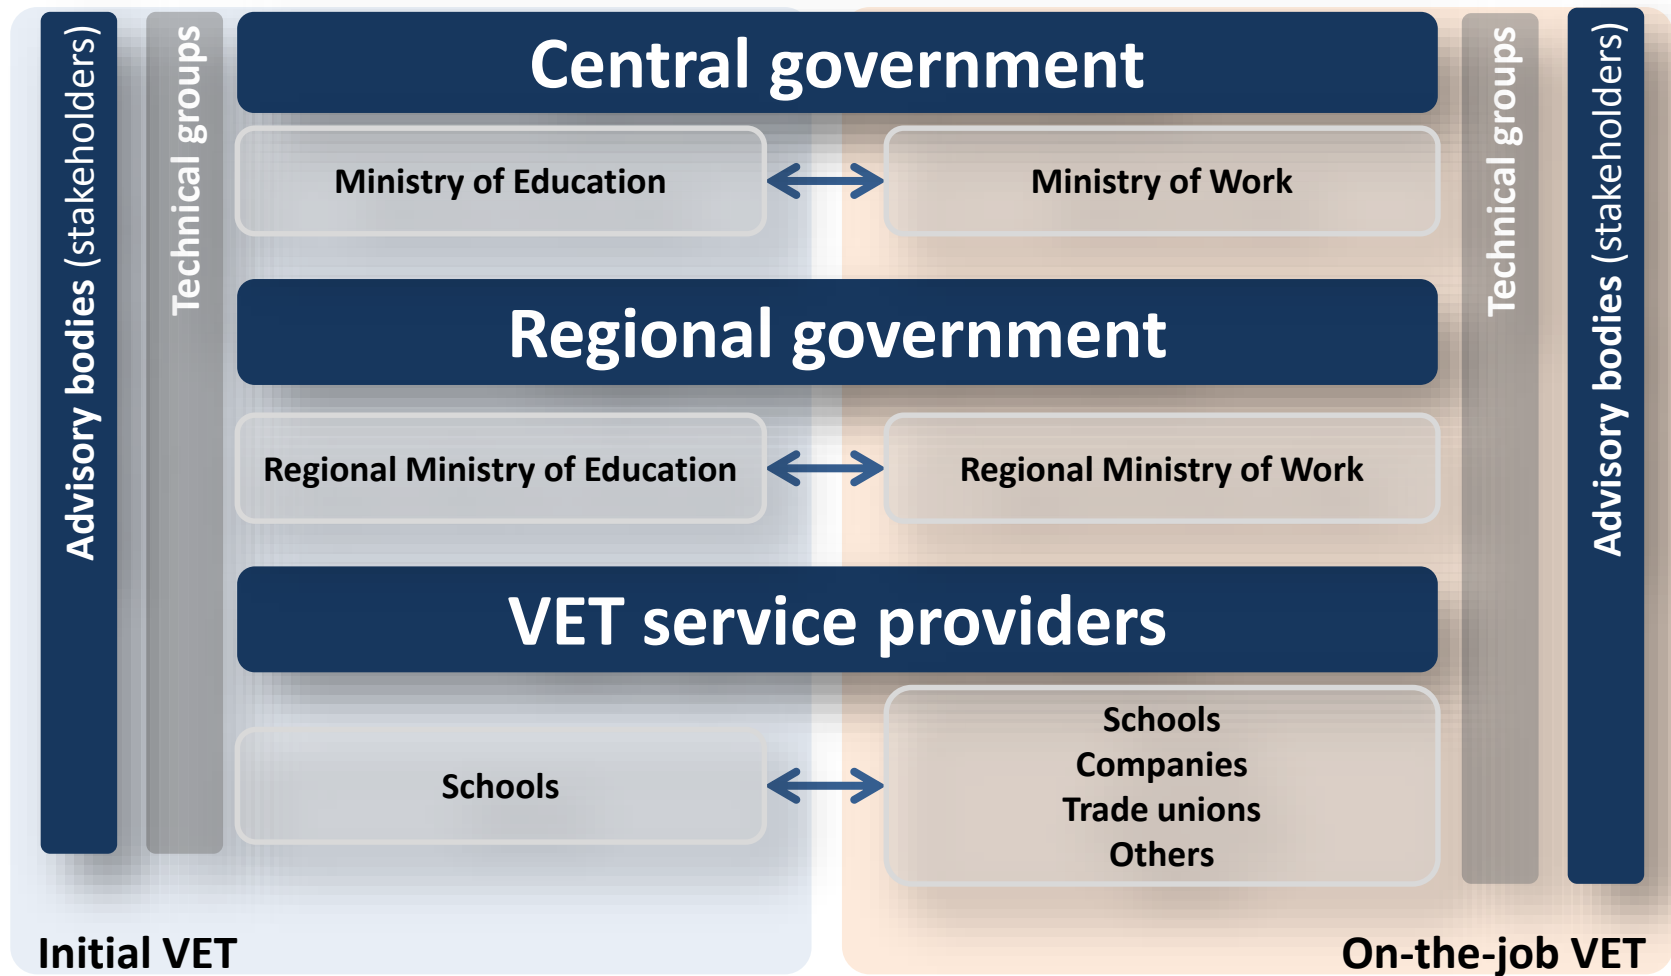 Central government
Ministry of Education
Ministry of Work
Regional government
Regional Ministry of Education
Regional Ministry of Work
VET service providers
Schools
Schools
Companies
Trade unions
Others
Advisory bodies (stakeholders)
Technical groups
Technical groups
Advisory bodies (stakeholders)
Initial VET
On-the-job VET